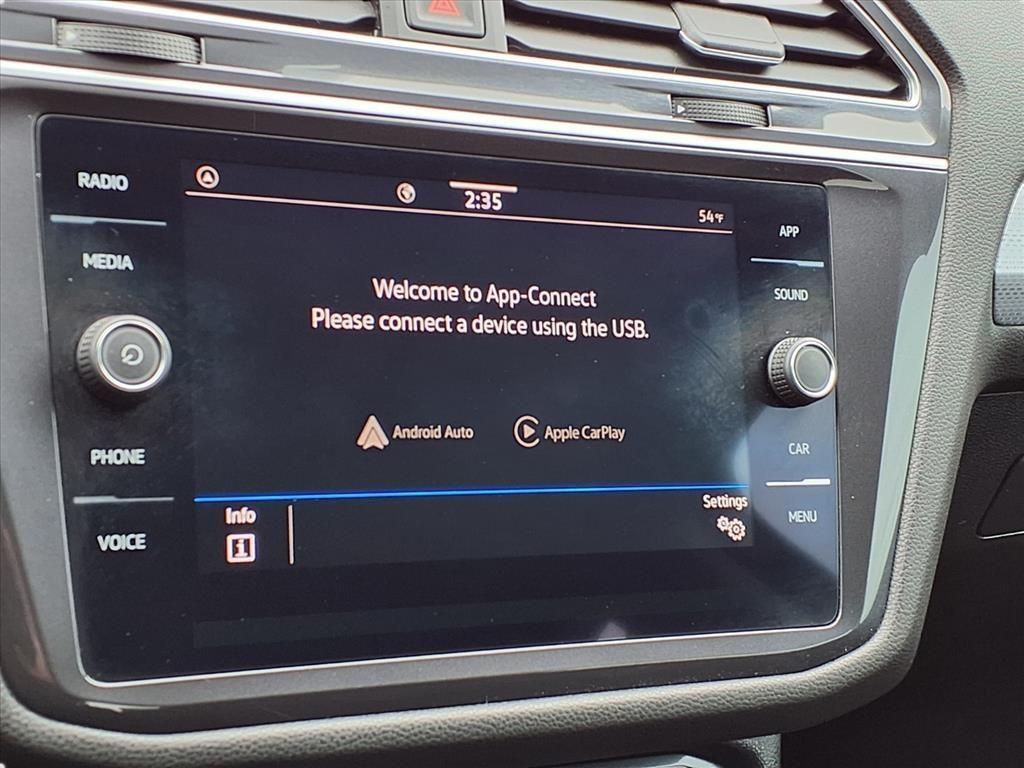 RADIO
MEDIA
PHONE
VOICE
2:35
54°F
Welcome to App-Connect
Please connect a device using the USB.
Android Auto
Apple CarPlay
Info
Settings
APP
SOUND
CAR
MENU